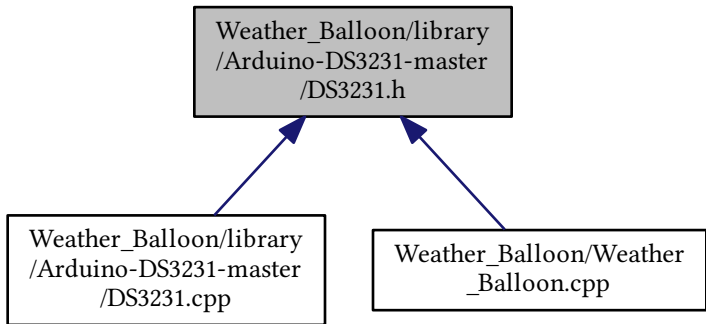 Weather_Balloon/library
/Arduino-DS3231-master
/DS3231.h
Weather_Balloon/library
/Arduino-DS3231-master
/DS3231.cpp
Weather_Balloon/Weather
_Balloon.cpp